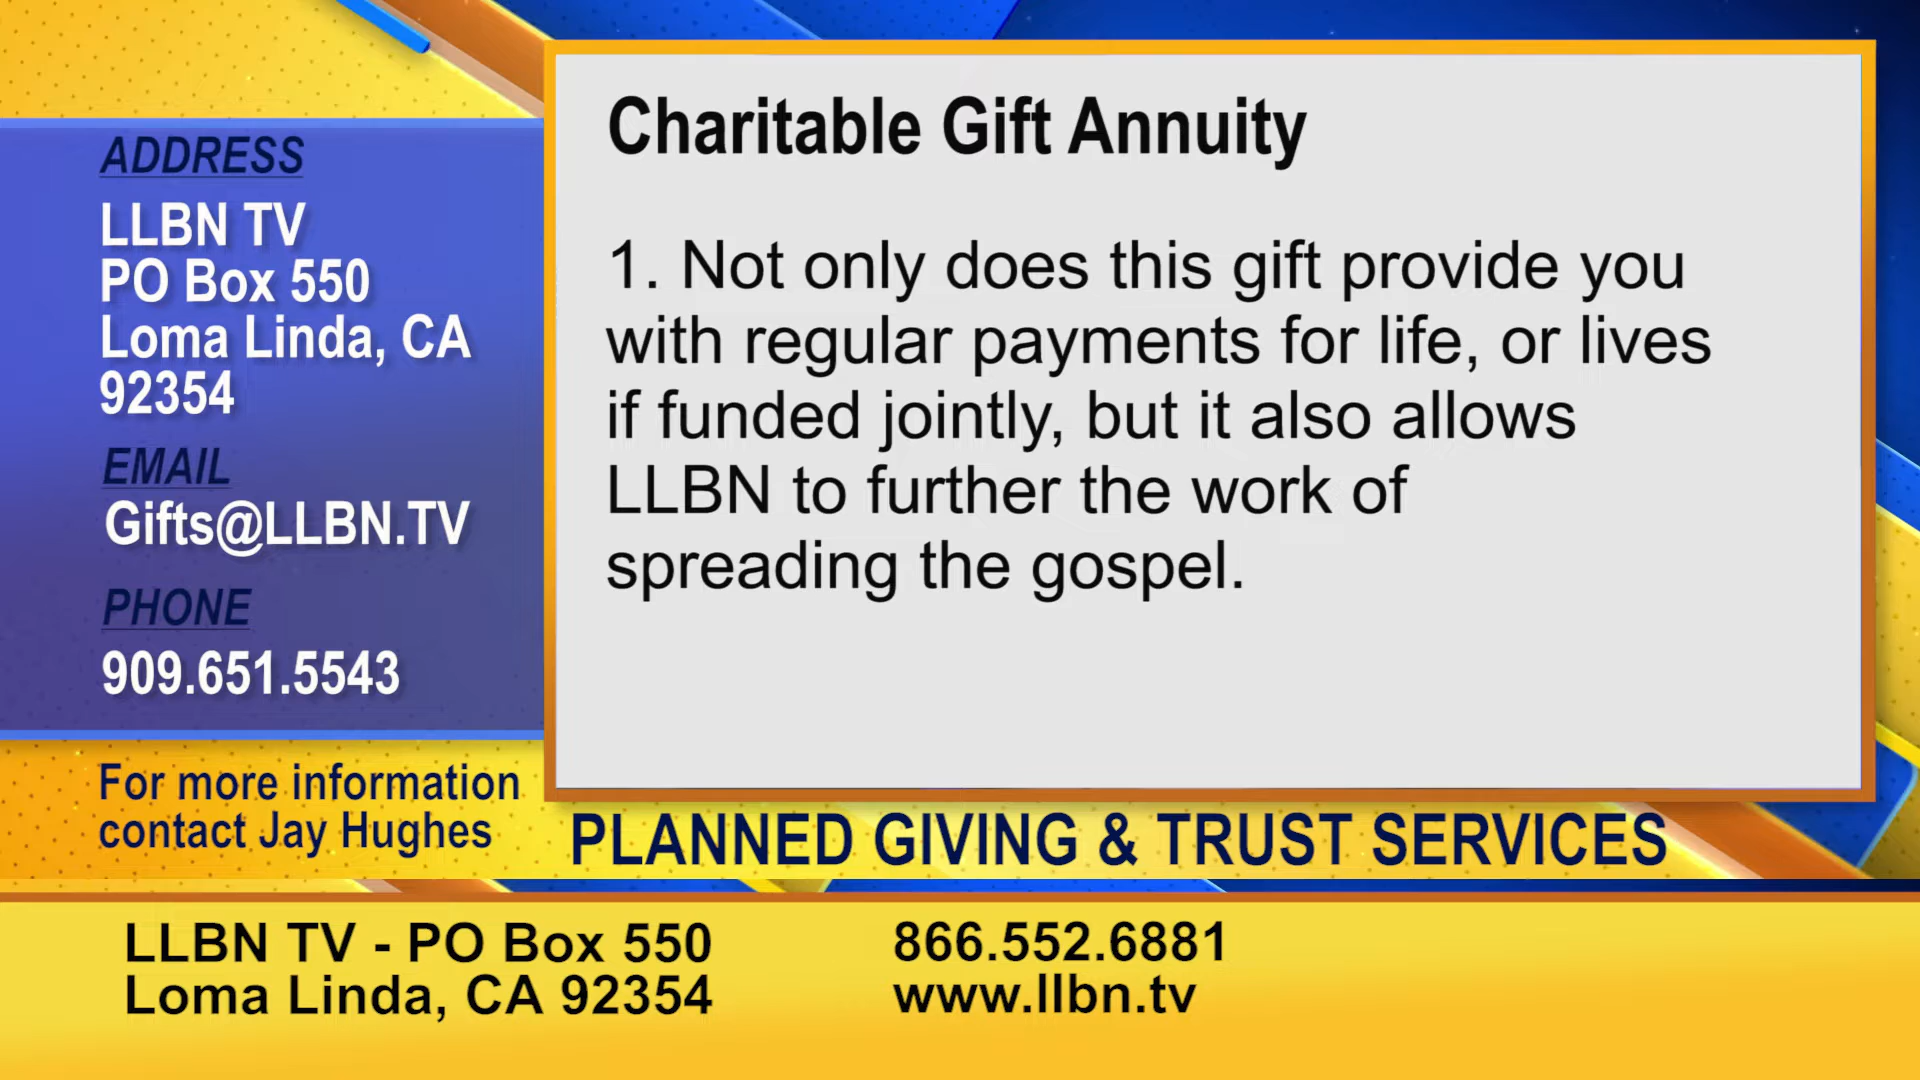 ADDRESS
LLBN TV
PO Box 550
Loma Linda, CA
92354
EMAIL
Gifts@LLBN.TV
PHONE
909.651.5543
For more information
contact Jay Hughes
Charitable Gift Annuity
1. Not only does this gift provide you
with regular payments for life, or lives
if funded jointly, but it also allows
LLBN to further the work of
spreading the gospel.
PLANNED GIVING & TRUST SERVICES
LLBN TV - PO Box 550
Loma Linda, CA 92354
866.552.6881
www.llbn.tv